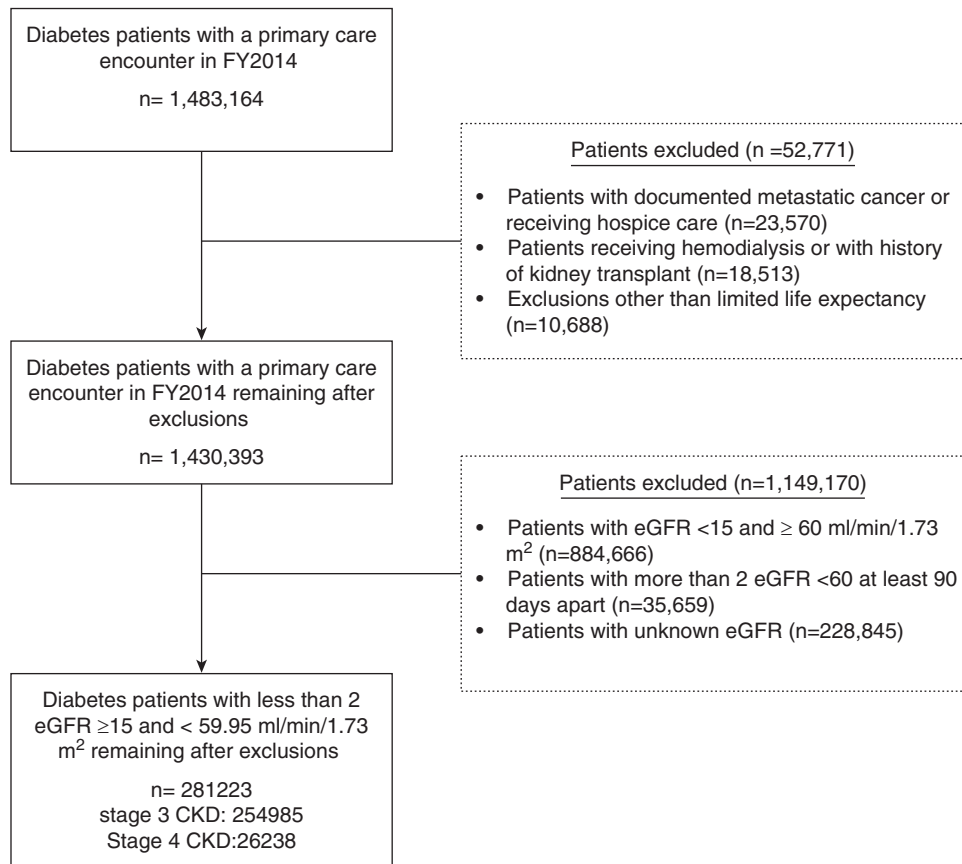 Diabetes patients with a primary care
encounter in FY2014
n= 1,483,164
Patients excluded (n =52,771)
• Patients with documented metastatic cancer or
receiving hospice care (n=23,570)
• Patients receiving hemodialysis or with history
of kidney transplant (n=18,513)
• Exclusions other than limited life expectancy
(n=10,688)
Diabetes patients with a primary care
encounter in FY2014 remaining after
exclusions
n= 1,430,393
Patients excluded (n=1,149,170)
• Patients with eGFR <15 and ≥ 60 ml/min/1.73
m² (n=884,666)
• Patients with more than 2 eGFR <60 at least 90
days apart (n=35,659)
• Patients with unknown eGFR (n=228,845)
Diabetes patients with less than 2
eGFR ≥15 and < 59.95 ml/min/1.73
m² remaining after exclusions
n= 281223
stage 3 CKD: 254985
Stage 4 CKD:26238